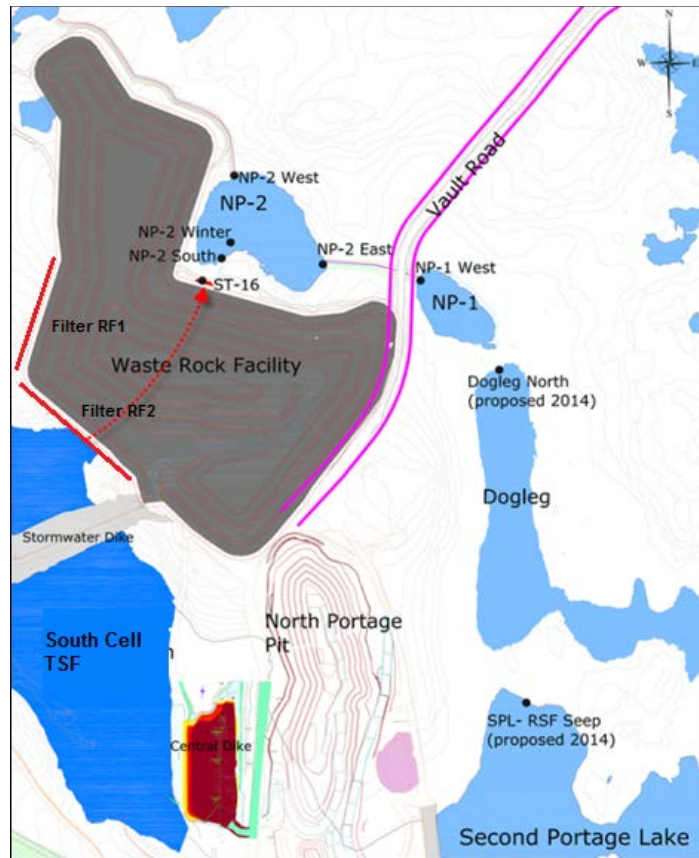 N
W
E
S
NP-2 West
NP-2
Vault Road
NP-2 Winter
NP-2 South
NP-2 East
NP-1 West
ST-16
NP-1
Filter RF1
Waste Rock Facility
Dogleg North
(proposed 2014)
Filter RF2
Dogleg
Stormwater Dike
North Portage
Pit
South Cell
TSF
SPL- RSF Seep
(proposed 2014)
Central Dike
Second Portage Lake